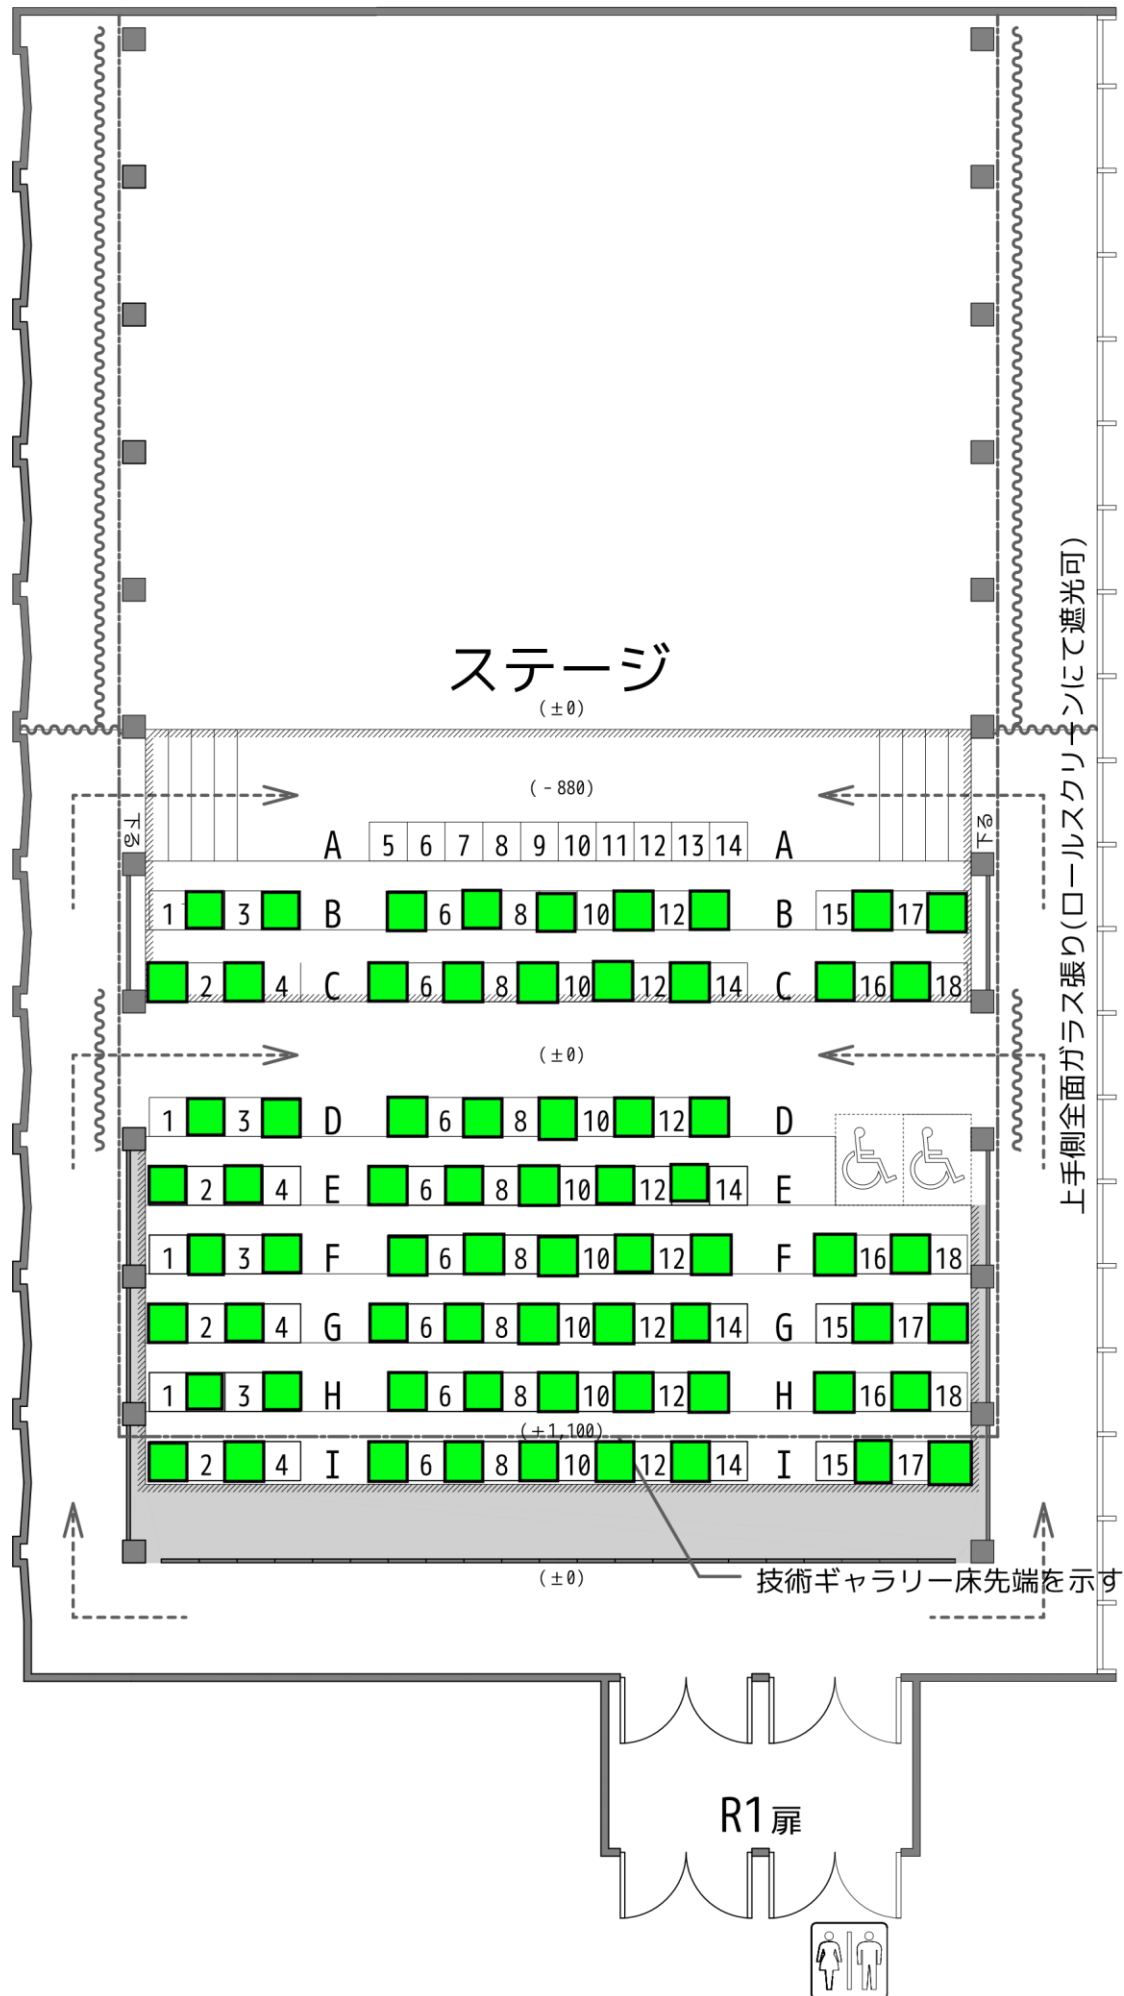 ステージ
(±0)
(-880)
下る
下る
A 5 6 7 8 9 10 11 12 13 14 A
1 3 B 6 8 10 12 B 15 17
2 4 C 6 8 10 12 14 C 16 18
(±0)
1 3 D 6 8 10 12 D
2 4 E 6 8 10 12 14 E
1 3 F 6 8 10 12 F 16 18
2 4 G 6 8 10 12 14 G 15 17
1 3 H 6 8 10 12 H 16 18
(+1,100)
2 4 I 6 8 10 12 14 I 15 17
(±0)
技術ギャラリー床先端を示す
上手側全面ガラス張り(ロールスクリーンにて遮光可)
R1扉